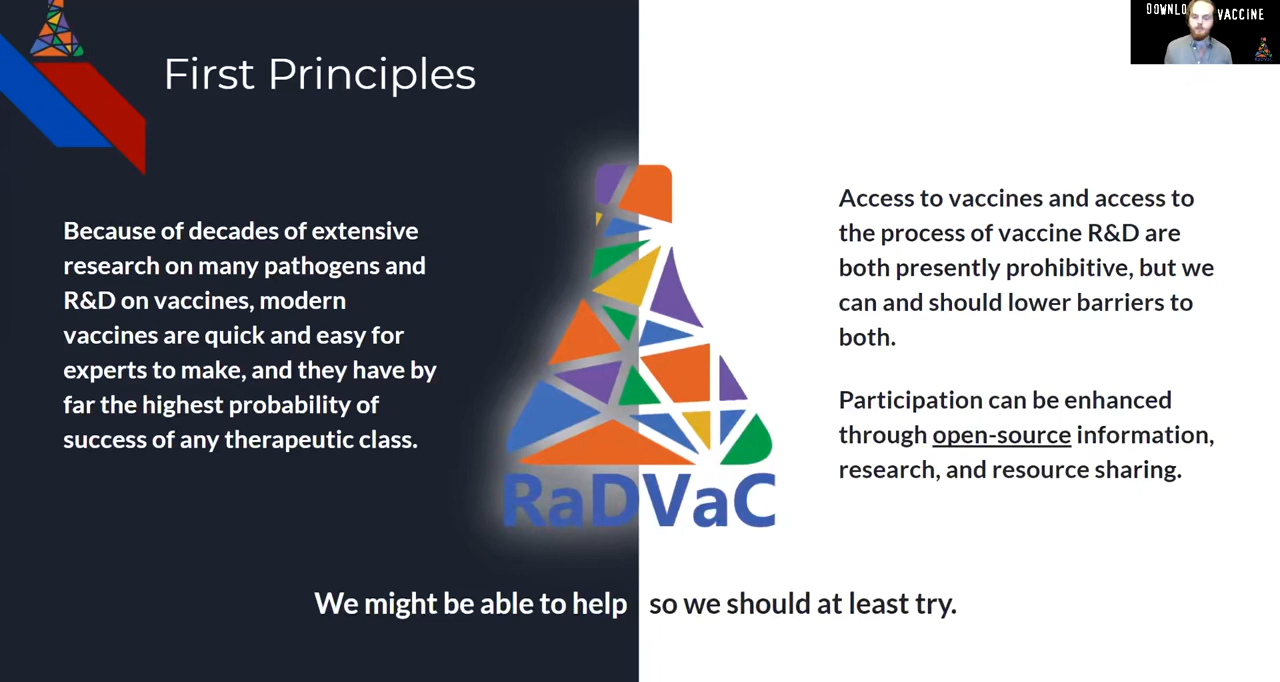 First Principles
Because of decades of extensive
research on many pathogens and
R&D on vaccines, modern
vaccines are quick and easy for
experts to make, and they have by
far the highest probability of
success of any therapeutic class.
RaDVaC
Access to vaccines and access to
the process of vaccine R&D are
both presently prohibitive, but we
can and should lower barriers to
both.
Participation can be enhanced
through open-source information,
research, and resource sharing.
We might be able to help so we should at least try.
VACCINE